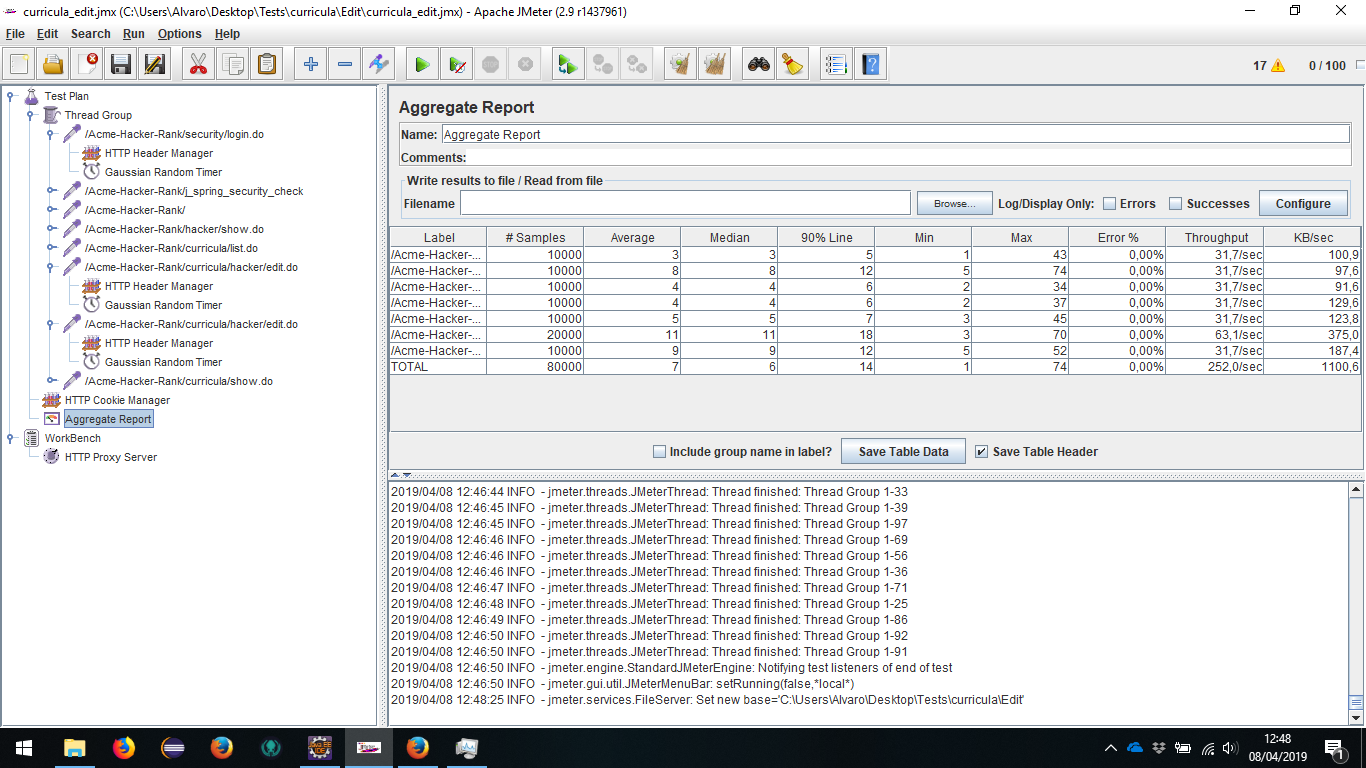 curricula_edit.jmx (C:\Users\Alvaro\Desktop\Tests\curricula\Edit\curricula_edit.jmx) - Apache JMeter (2.9 r1437961)
File Edit Search Run Options Help
17 0 / 100
Test Plan
Thread Group
/Acme-Hacker-Rank/security/login.do
HTTP Header Manager
Gaussian Random Timer
/Acme-Hacker-Rank/j_spring_security_check
/Acme-Hacker-Rank/
/Acme-Hacker-Rank/hacker/show.do
/Acme-Hacker-Rank/curricula/list.do
/Acme-Hacker-Rank/curricula/hacker/edit.do
HTTP Header Manager
Gaussian Random Timer
/Acme-Hacker-Rank/curricula/hacker/edit.do
HTTP Header Manager
Gaussian Random Timer
/Acme-Hacker-Rank/curricula/show.do
HTTP Cookie Manager
Aggregate Report
WorkBench
HTTP Proxy Server
Aggregate Report
Name: Aggregate Report
Comments:
Write results to file / Read from file
Filename Browse... Log/Display Only: Errors Successes Configure
Label # Samples Average Median 90% Line Min Max Error % Throughput KB/sec
/Acme-Hacker-... 10000 3 3 5 1 43 0,00% 31,7/sec 100,9
/Acme-Hacker-... 10000 8 8 12 5 74 0,00% 31,7/sec 97,6
/Acme-Hacker-... 10000 4 4 6 2 34 0,00% 31,7/sec 91,6
/Acme-Hacker-... 10000 4 4 6 2 37 0,00% 31,7/sec 129,6
/Acme-Hacker-... 10000 5 5 7 3 45 0,00% 31,7/sec 123,8
/Acme-Hacker-... 20000 11 11 18 3 70 0,00% 63,1/sec 375,0
/Acme-Hacker-... 10000 9 9 12 5 52 0,00% 31,7/sec 187,4
TOTAL 80000 7 6 14 1 74 0,00% 252,0/sec 1100,6
Include group name in label? Save Table Data Save Table Header
2019/04/08 12:46:44 INFO - jmeter.threads.JMeterThread: Thread finished: Thread Group 1-33
2019/04/08 12:46:45 INFO - jmeter.threads.JMeterThread: Thread finished: Thread Group 1-39
2019/04/08 12:46:45 INFO - jmeter.threads.JMeterThread: Thread finished: Thread Group 1-97
2019/04/08 12:46:46 INFO - jmeter.threads.JMeterThread: Thread finished: Thread Group 1-69
2019/04/08 12:46:46 INFO - jmeter.threads.JMeterThread: Thread finished: Thread Group 1-56
2019/04/08 12:46:46 INFO - jmeter.threads.JMeterThread: Thread finished: Thread Group 1-36
2019/04/08 12:46:47 INFO - jmeter.threads.JMeterThread: Thread finished: Thread Group 1-71
2019/04/08 12:46:48 INFO - jmeter.threads.JMeterThread: Thread finished: Thread Group 1-25
2019/04/08 12:46:49 INFO - jmeter.threads.JMeterThread: Thread finished: Thread Group 1-86
2019/04/08 12:46:50 INFO - jmeter.threads.JMeterThread: Thread finished: Thread Group 1-92
2019/04/08 12:46:50 INFO - jmeter.threads.JMeterThread: Thread finished: Thread Group 1-91
2019/04/08 12:46:50 INFO - jmeter.engine.StandardJMeterEngine: Notifying test listeners of end of test
2019/04/08 12:46:50 INFO - jmeter.gui.util.JMeterMenuBar: setRunning(false,*local*)
2019/04/08 12:48:25 INFO - jmeter.services.FileServer: Set new base='C:\Users\Alvaro\Desktop\Tests\curricula\Edit'
12:48
08/04/2019
1